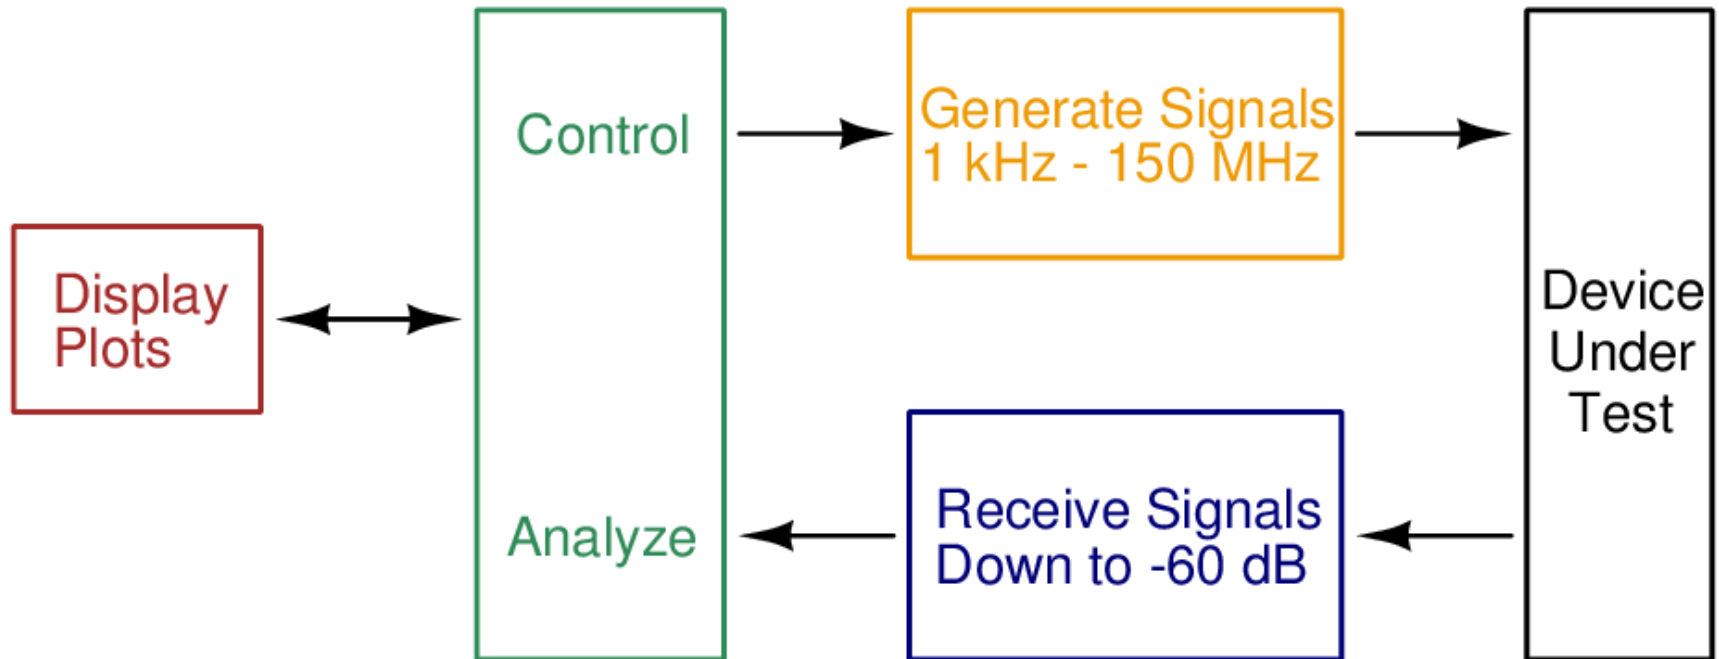 Control
Generate Signals
1 kHz - 150 MHz
Display
Plots
Device
Under
Test
Analyze
Receive Signals
Down to -60 dB